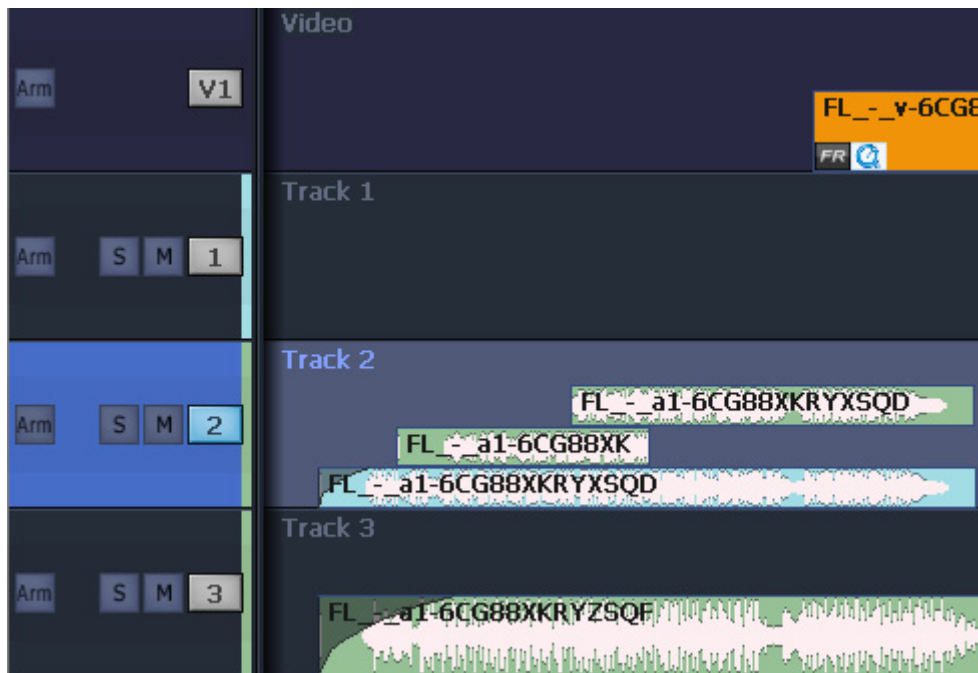 Video
Arm V1
FL_-_v-6CG8
FR
Track 1
Arm S M 1
Track 2
FL_-_a1-6CG88XKRYXSQD
Arm S M 2
FL_-_a1-6CG88XK
FL_-_a1-6CG88XKRYXSQD
Track 3
Arm S M 3
FL_-_a1-6CG88XKRYZSQF